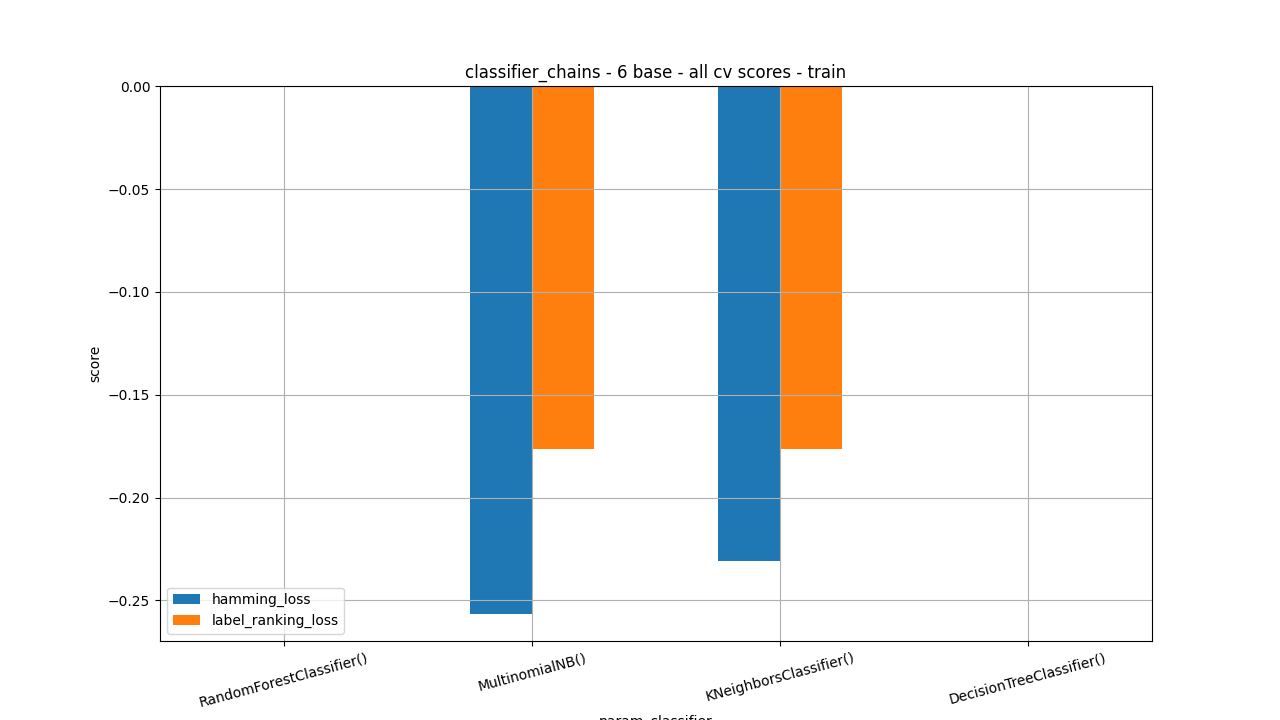 classifier_chains - 6 base - all cv scores - train
0.00
−0.05
−0.10
−0.15
−0.20
−0.25
score
hamming_loss
label_ranking_loss
RandomForestClassifier()
MultinomialNB()
KNeighborsClassifier()
DecisionTreeClassifier()
param_classifier